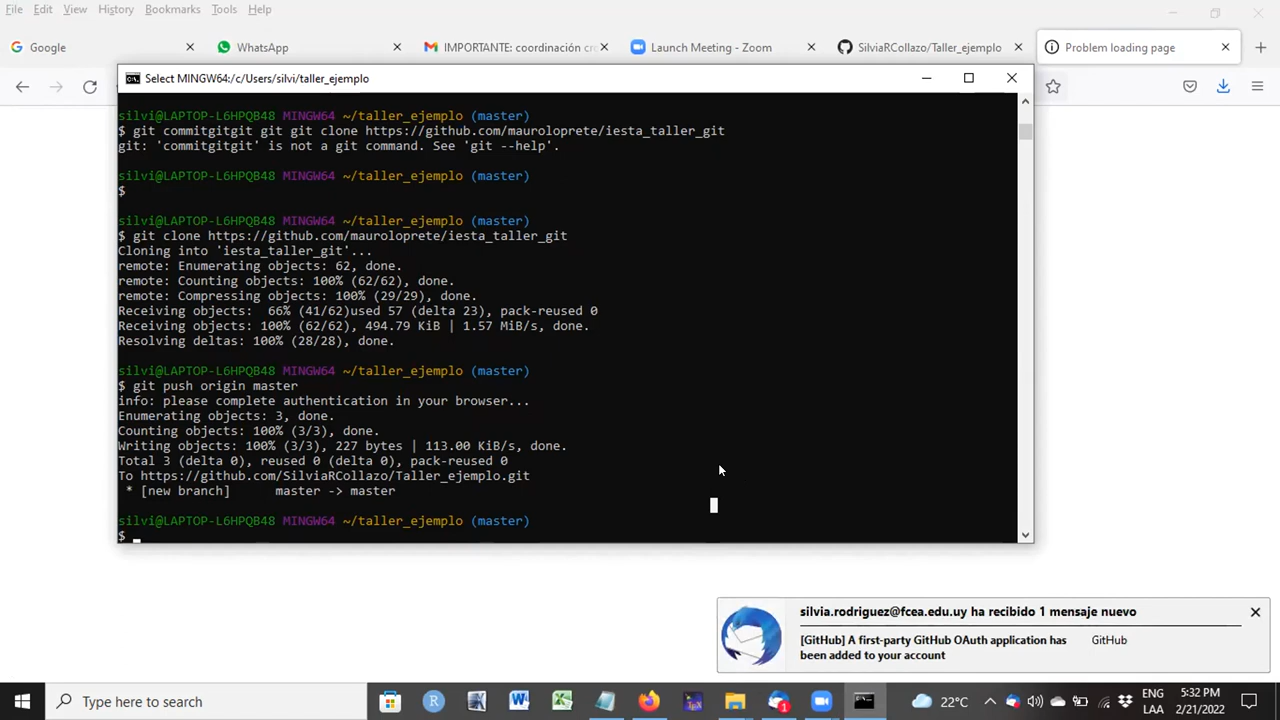 File Edit View History Bookmarks Tools Help
Google
WhatsApp
IMPORTANTE: coordinación c
Launch Meeting - Zoom
SilviaRCollazo/Taller_ejemplo
Problem loading page
Select MINGW64:/c/Users/silvi/taller_ejemplo
silvi@LAPTOP-L6HPQB48 MINGW64 ~/taller_ejemplo (master)
$ git commitgitgit git git clone https://github.com/mauroloprete/iesta_taller_git
git: 'commitgitgit' is not a git command. See 'git --help'.
silvi@LAPTOP-L6HPQB48 MINGW64 ~/taller_ejemplo (master)
$
silvi@LAPTOP-L6HPQB48 MINGW64 ~/taller_ejemplo (master)
$ git clone https://github.com/mauroloprete/iesta_taller_git
Cloning into 'iesta_taller_git'...
remote: Enumerating objects: 62, done.
remote: Counting objects: 100% (62/62), done.
remote: Compressing objects: 100% (29/29), done.
Receiving objects:  66% (41/62)used 57 (delta 23), pack-reused 0
Receiving objects: 100% (62/62), 494.79 KiB | 1.57 MiB/s, done.
Resolving deltas: 100% (28/28), done.
silvi@LAPTOP-L6HPQB48 MINGW64 ~/taller_ejemplo (master)
$ git push origin master
info: please complete authentication in your browser...
Enumerating objects: 3, done.
Counting objects: 100% (3/3), done.
Writing objects: 100% (3/3), 227 bytes | 113.00 KiB/s, done.
Total 3 (delta 0), reused 0 (delta 0), pack-reused 0
To https://github.com/SilviaRCollazo/Taller_ejemplo.git
 * [new branch]      master -> master
silvi@LAPTOP-L6HPQB48 MINGW64 ~/taller_ejemplo (master)
$
silvia.rodriguez@fcea.edu.uy ha recibido 1 mensaje nuevo
[GitHub] A first-party GitHub OAuth application has been added to your account
GitHub
Type here to search
22°C
ENG
LAA
5:32 PM
2/21/2022